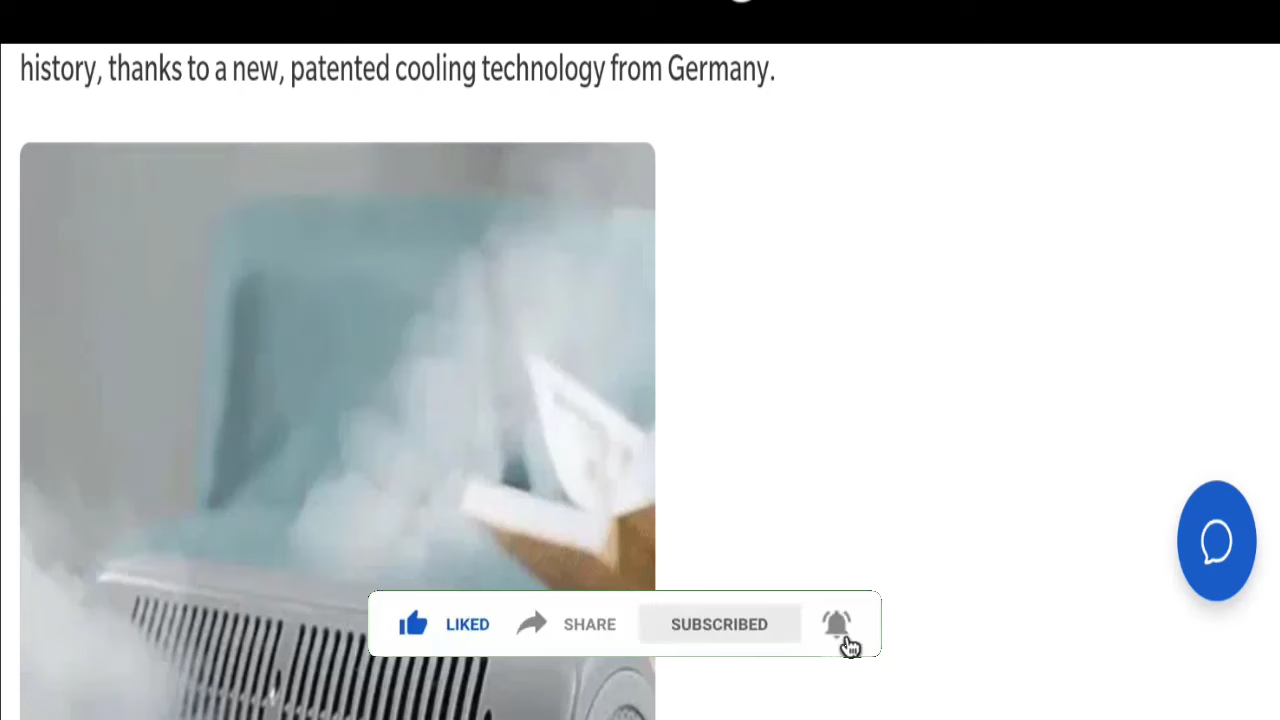 history, thanks to a new, patented cooling technology from Germany.
LIKED SHARE SUBSCRIBED